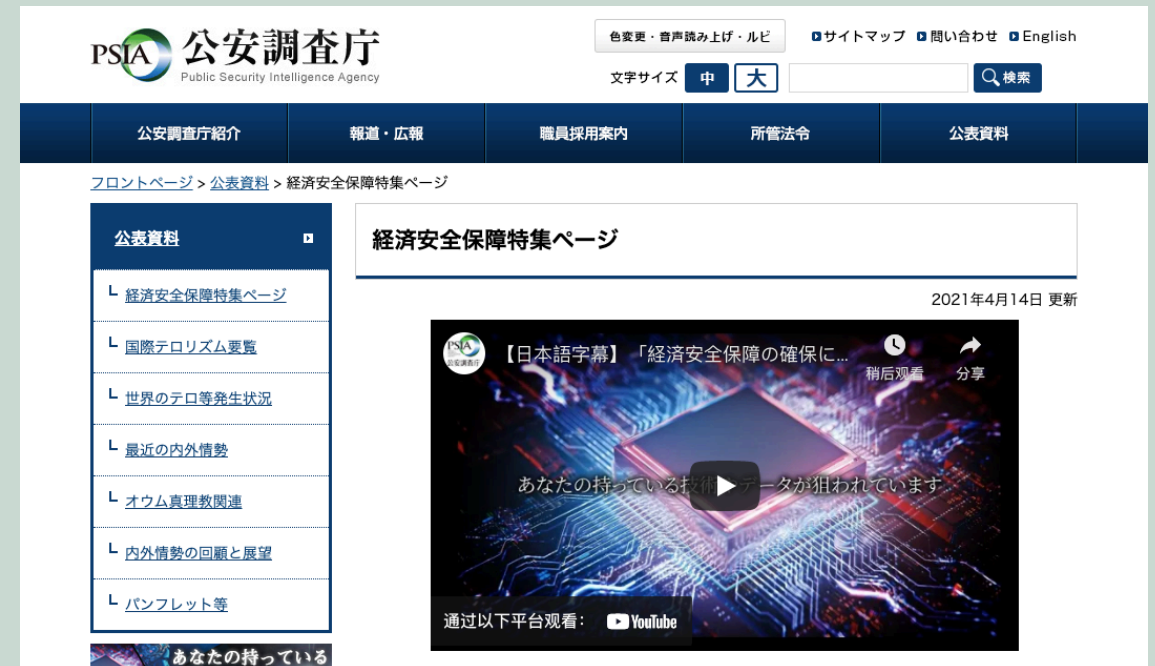 PSIA 公安調査庁
Public Security Intelligence Agency
色変更・音声読み上げ・ルビ サイトマップ 問い合わせ English
文字サイズ 中 大 検索
公安調査庁紹介 報道・広報 職員採用案内 所管法令 公表資料
フロントページ > 公表資料 > 経済安全保障特集ページ
公表資料
経済安全保障特集ページ
国際テロリズム要覧
世界のテロ等発生状況
最近の内外情勢
オウム真理教関連
内外情勢の回顧と展望
パンフレット等
あなたの持っている
経済安全保障特集ページ
2021年4月14日 更新
PSIA
公安調査庁
【日本語字幕】「経済安全保障の確保に...
稍后观看 分享
あなたの持っている技術やデータが狙われています
通过以下平台观看： YouTube